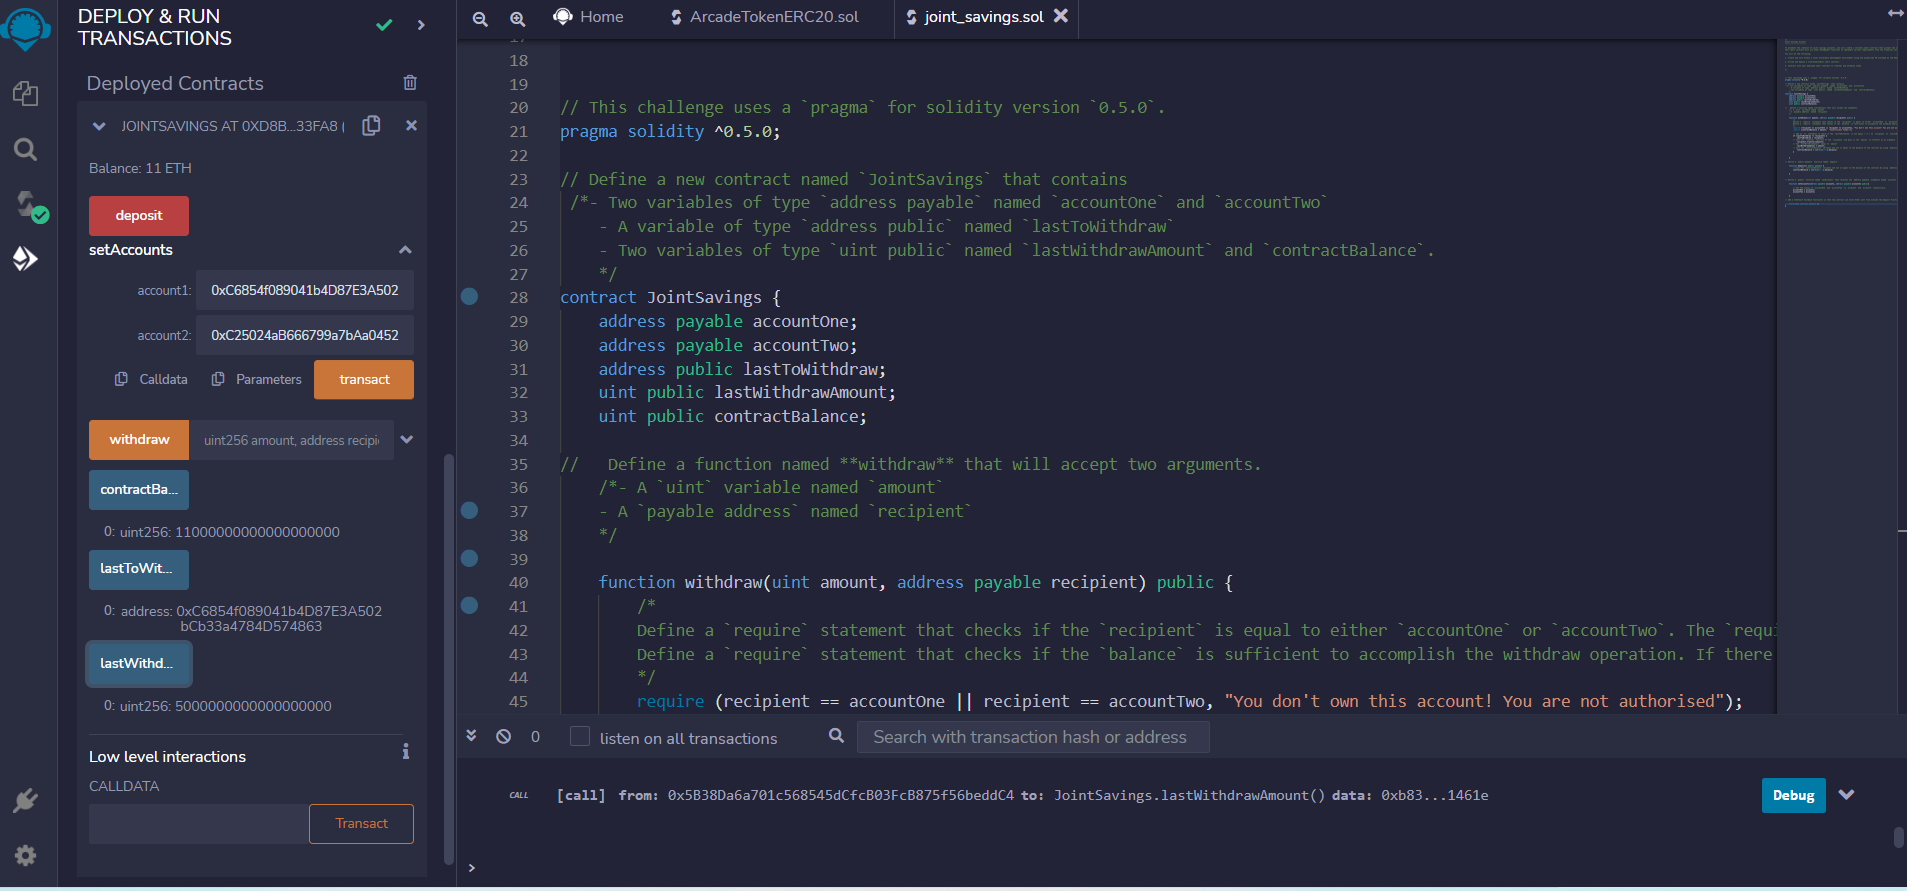 DEPLOY & RUN
TRANSACTIONS
Deployed Contracts
JOINTSAVINGS AT 0XD8B...33FA8 (
Balance: 11 ETH
deposit
setAccounts
account1: 0xC6854f089041b4D87E3A502
account2: 0xC25024aB666799a7bAa0452
Calldata Parameters transact
withdraw uint256 amount, address recipi
contractBa...
0: uint256: 11000000000000000000
lastToWit...
0: address: 0xC6854f089041b4D87E3A502
bCb33a4784D574863
lastWithd...
0: uint256: 5000000000000000000
Low level interactions
CALLDATA
Transact
Home ArcadeTokenERC20.sol joint_savings.sol
17
18
19
20 // This challenge uses a `pragma` for solidity version `0.5.0`.
21 pragma solidity ^0.5.0;
22
23 // Define a new contract named `JointSavings` that contains
24 /*- Two variables of type `address payable` named `accountOne` and `accountTwo`
25 - A variable of type `address public` named `lastToWithdraw`
26 - Two variables of type `uint public` named `lastWithdrawAmount` and `contractBalance`.
27 */
28 contract JointSavings {
29 address payable accountOne;
30 address payable accountTwo;
31 address public lastToWithdraw;
32 uint public lastWithdrawAmount;
33 uint public contractBalance;
34
35 // Define a function named **withdraw** that will accept two arguments.
36 /*- A `uint` variable named `amount`
37 - A `payable address` named `recipient`
38 */
39
40 function withdraw(uint amount, address payable recipient) public {
41 /*
42 Define a `require` statement that checks if the `recipient` is equal to either `accountOne` or `accountTwo`. The `requi
43 Define a `require` statement that checks if the `balance` is sufficient to accomplish the withdraw operation. If there
44 */
45 require (recipient == accountOne || recipient == accountTwo, "You don't own this account! You are not authorised");
0 listen on all transactions Search with transaction hash or address
CALL [call] from: 0x5B38Da6a701c568545dCfcB03FcB875f56beddC4 to: JointSavings.lastWithdrawAmount() data: 0xb83...1461e Debug
>